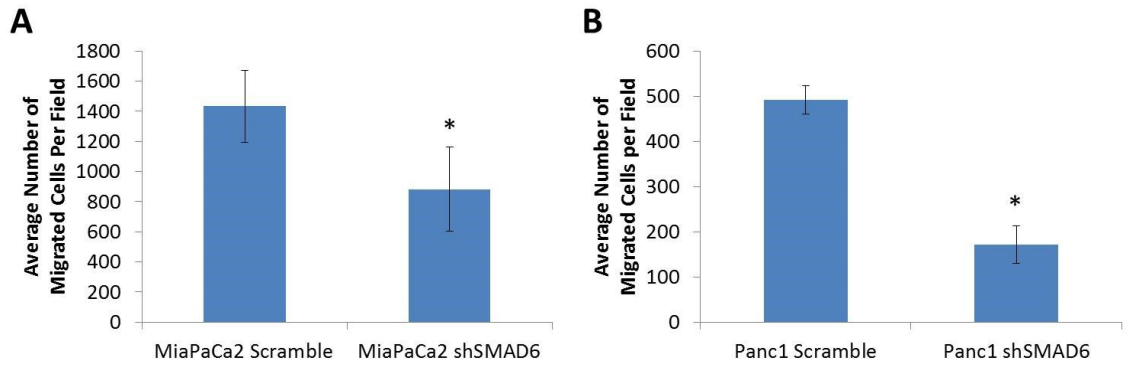 A
Average Number of
Migrated Cells Per Field
1800
1600
1400
1200
1000
800
600
400
200
0
*
MiaPaCa2 Scramble
MiaPaCa2 shSMAD6
B
Average Number of
Migrated Cells per Field
600
500
400
300
200
100
0
*
Panc1 Scramble
Panc1 shSMAD6